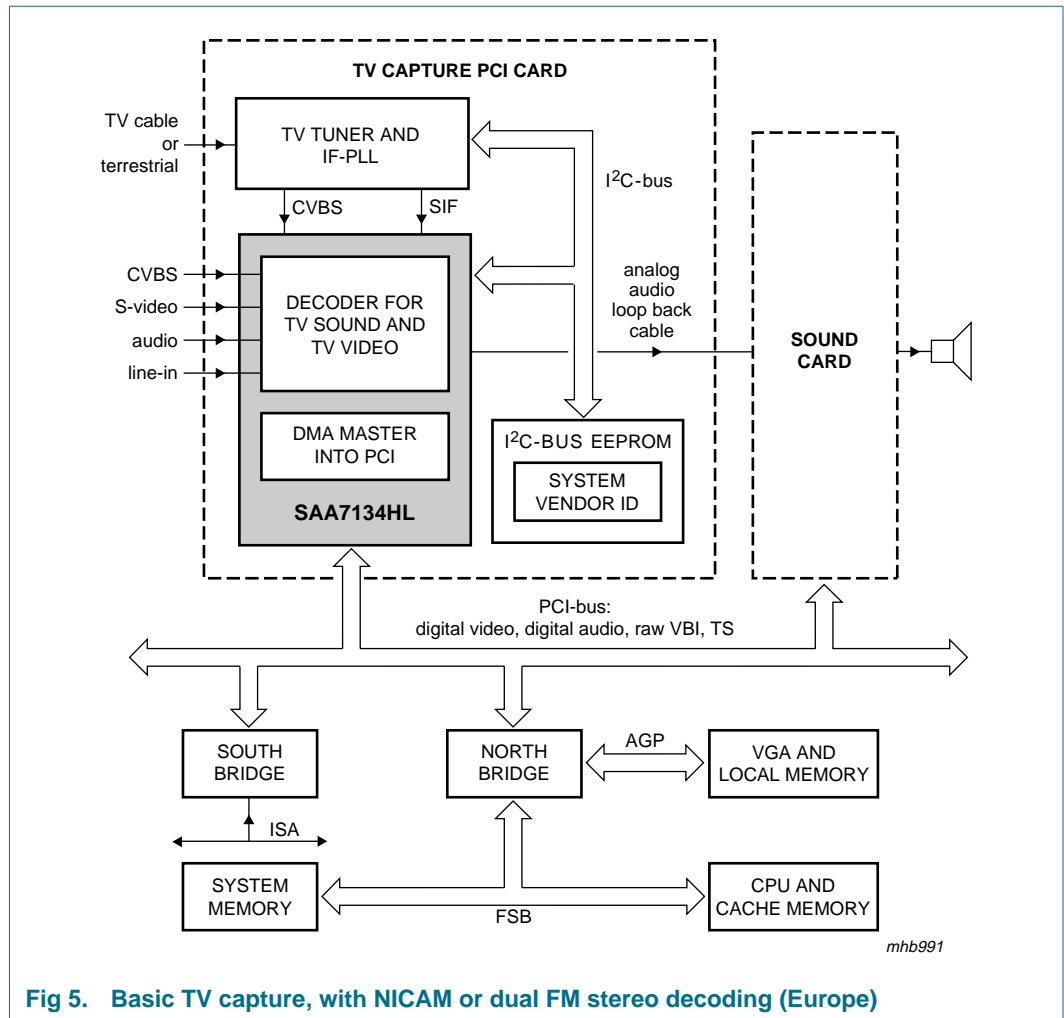 TV CAPTURE PCI CARD
TV cable
or
terrestrial
TV TUNER AND
IF-PLL
I2C-bus
CVBS
SIF
CVBS
S-video
audio
line-in
DECODER FOR
TV SOUND AND
TV VIDEO
analog
audio
loop back
cable
SOUND
CARD
DMA MASTER
INTO PCI
SAA7134HL
I2C-BUS EEPROM
SYSTEM
VENDOR ID
PCI-bus:
digital video, digital audio, raw VBI, TS
SOUTH
BRIDGE
NORTH
BRIDGE
AGP
VGA AND
LOCAL MEMORY
ISA
SYSTEM
MEMORY
FSB
CPU AND
CACHE MEMORY
mhb991
Fig 5. Basic TV capture, with NICAM or dual FM stereo decoding (Europe)